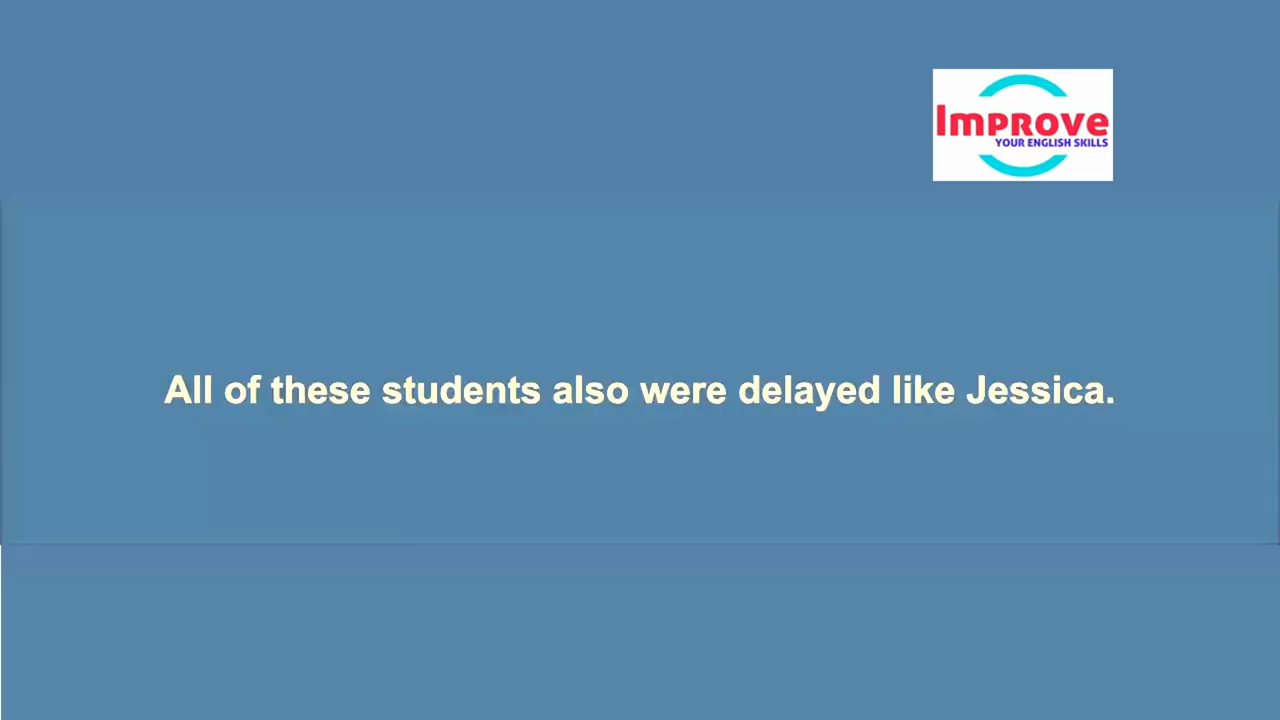 Improve
YOUR ENGLISH SKILLS
All of these students also were delayed like Jessica.